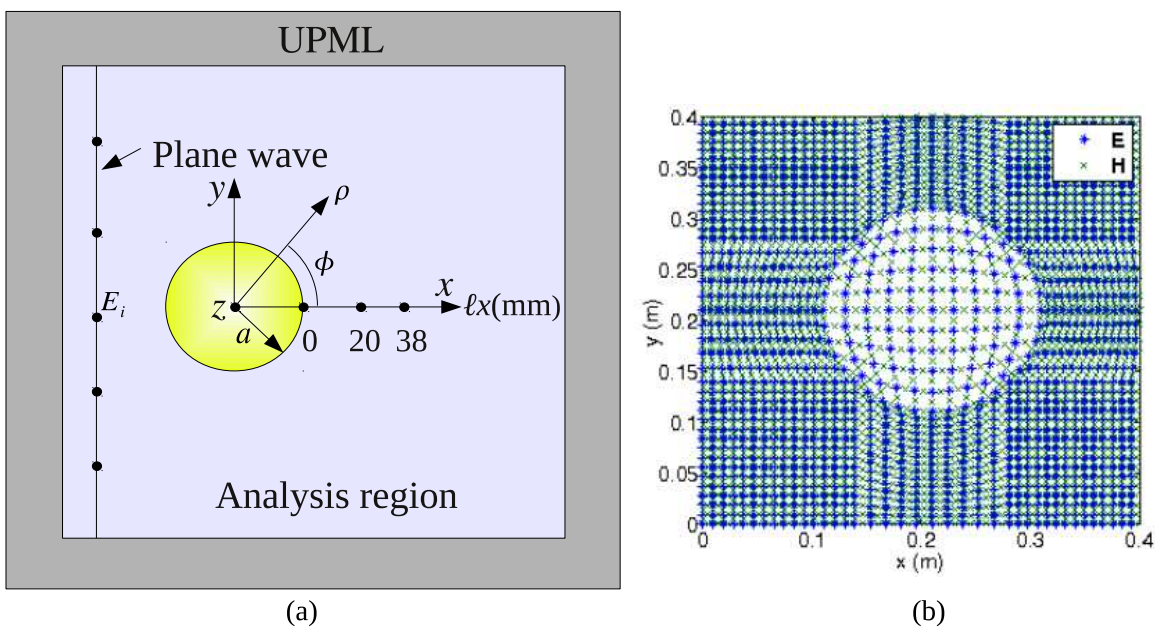 UPML
Plane wave
y
ρ
ϕ
E_i
z
x
ℓx(mm)
a
0 20 38
Analysis region
(a)
0.4
0.35
0.3
0.25
0.2
0.15
0.1
0.05
0
y (m)
E
H
0 0.1 0.2 0.3 0.4
x (m)
(b)